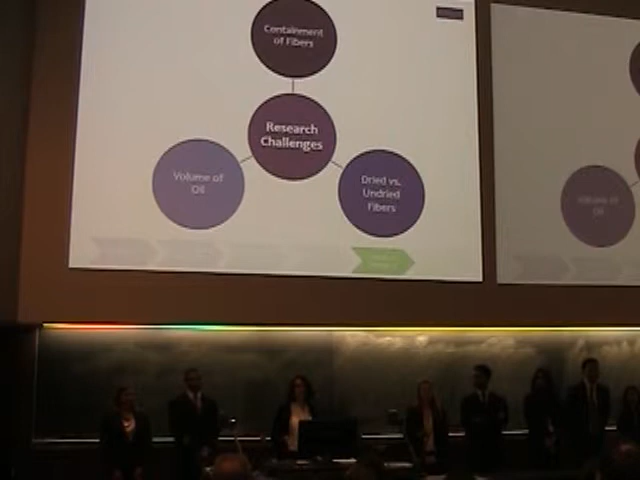 Containment
of Fibers
Research
Challenges
Volume of
Oil
Dried vs.
Undried
Fibers
Volume of
Oil